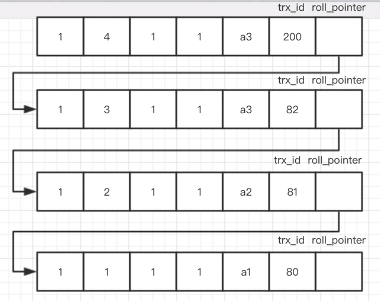 trx_id roll_pointer
1 4 1 1 a3 200
trx_id roll_pointer
1 3 1 1 a3 82
trx_id roll_pointer
1 2 1 1 a2 81
trx_id roll_pointer
1 1 1 1 a1 80